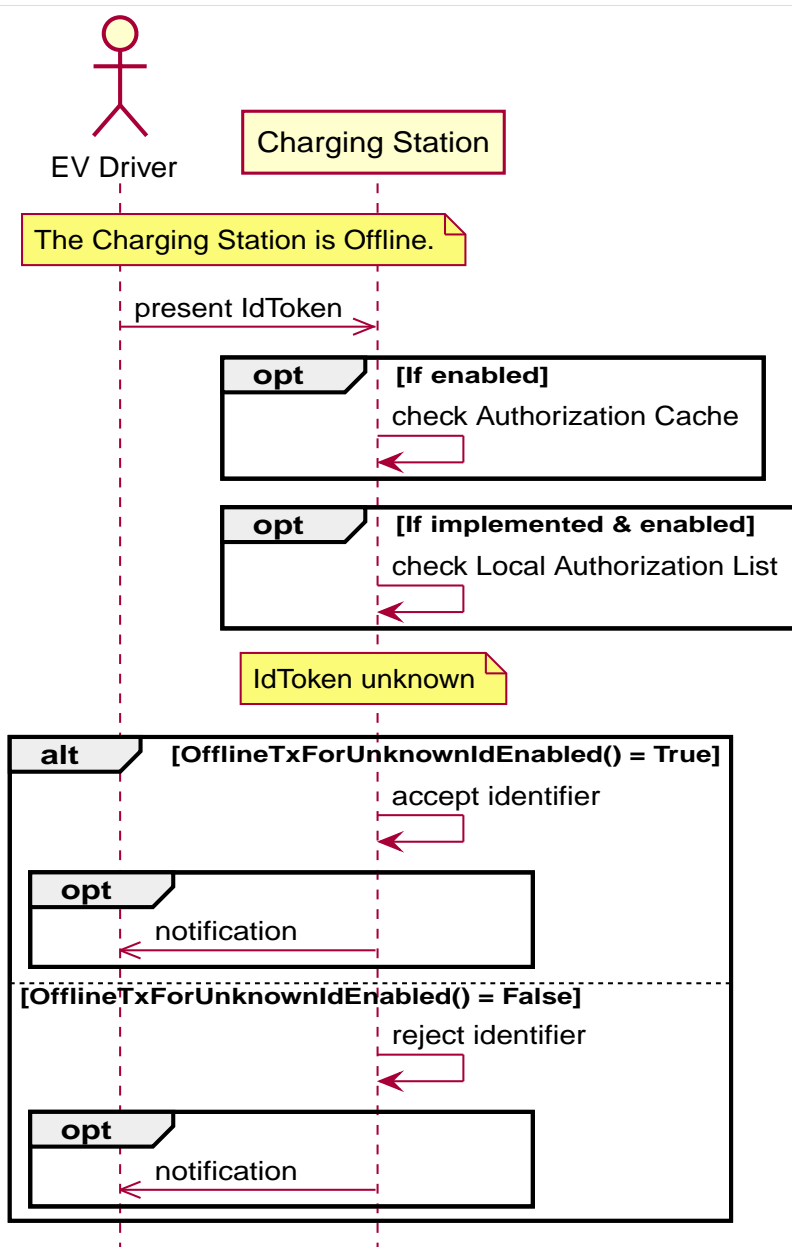 EV Driver
Charging Station
The Charging Station is Offline.
present IdToken
opt
[If enabled]
check Authorization Cache
opt
[If implemented & enabled]
check Local Authorization List
IdToken unknown
alt
[OfflineTxForUnknownIdEnabled() = True]
accept identifier
opt
notification
[OfflineTxForUnknownIdEnabled() = False]
reject identifier
opt
notification